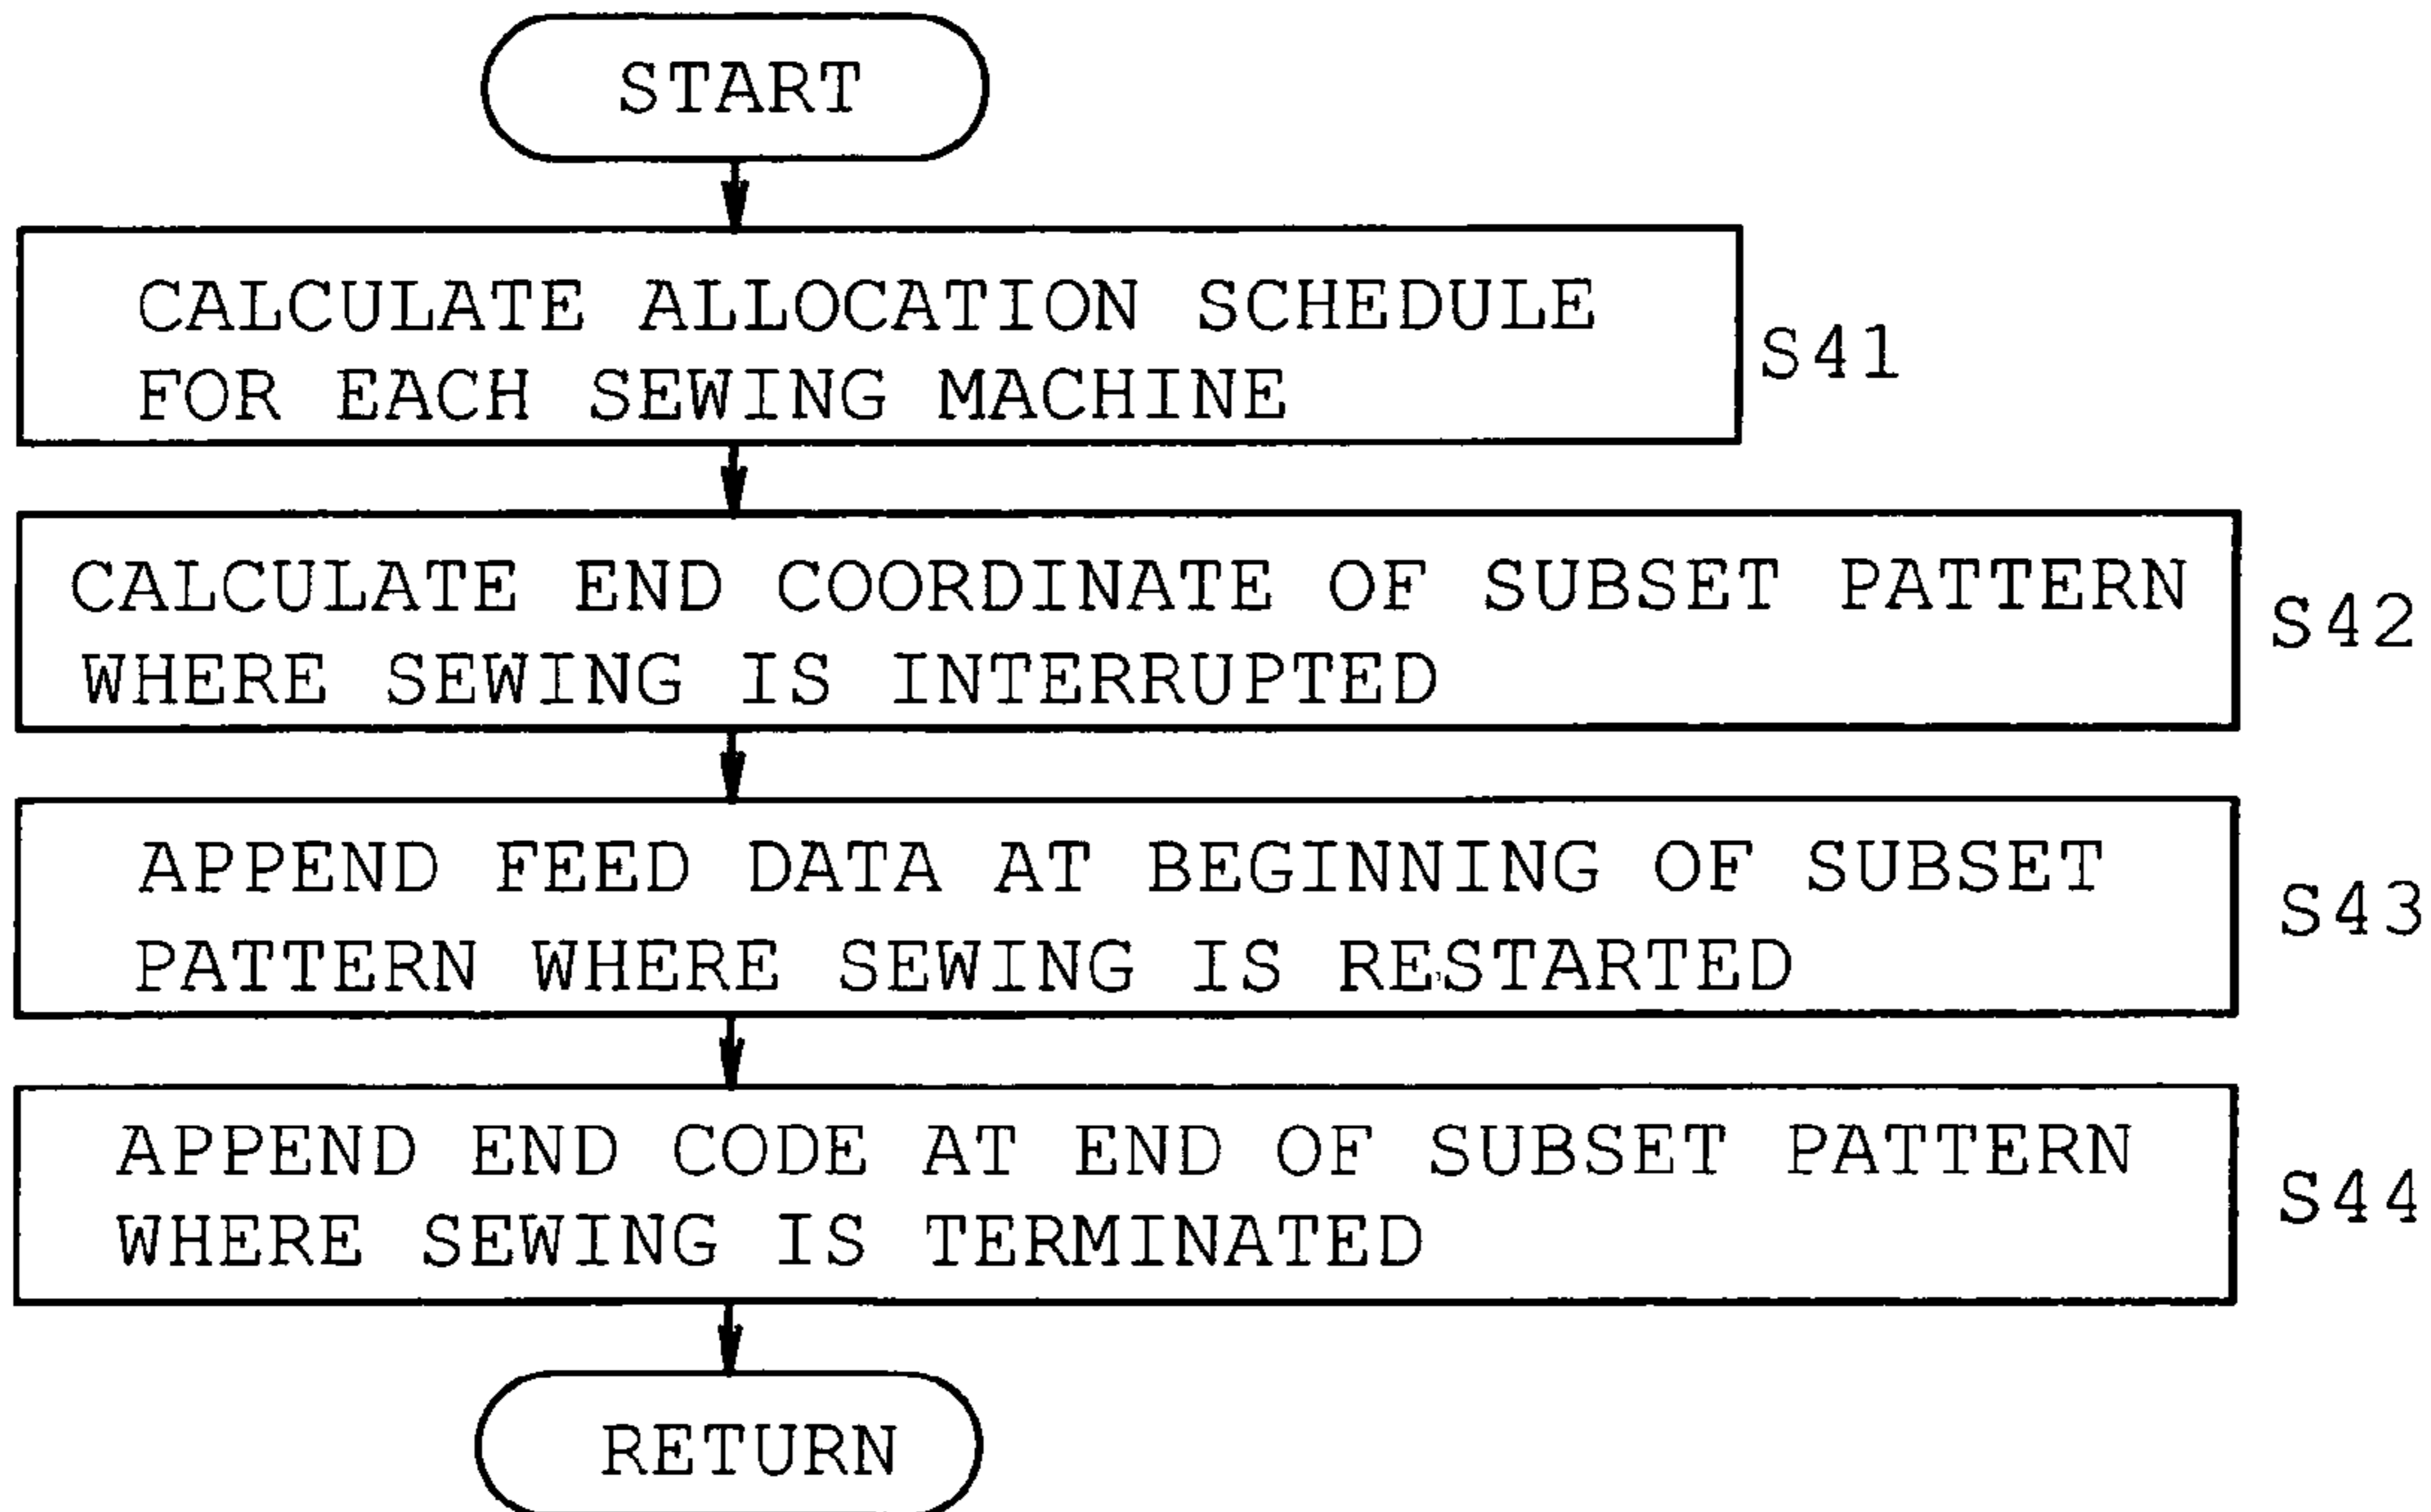 START
CALCULATE ALLOCATION SCHEDULE
FOR EACH SEWING MACHINE
S41
CALCULATE END COORDINATE OF SUBSET PATTERN
WHERE SEWING IS INTERRUPTED
S42
APPEND FEED DATA AT BEGINNING OF SUBSET
PATTERN WHERE SEWING IS RESTARTED
S43
APPEND END CODE AT END OF SUBSET PATTERN
WHERE SEWING IS TERMINATED
S44
RETURN